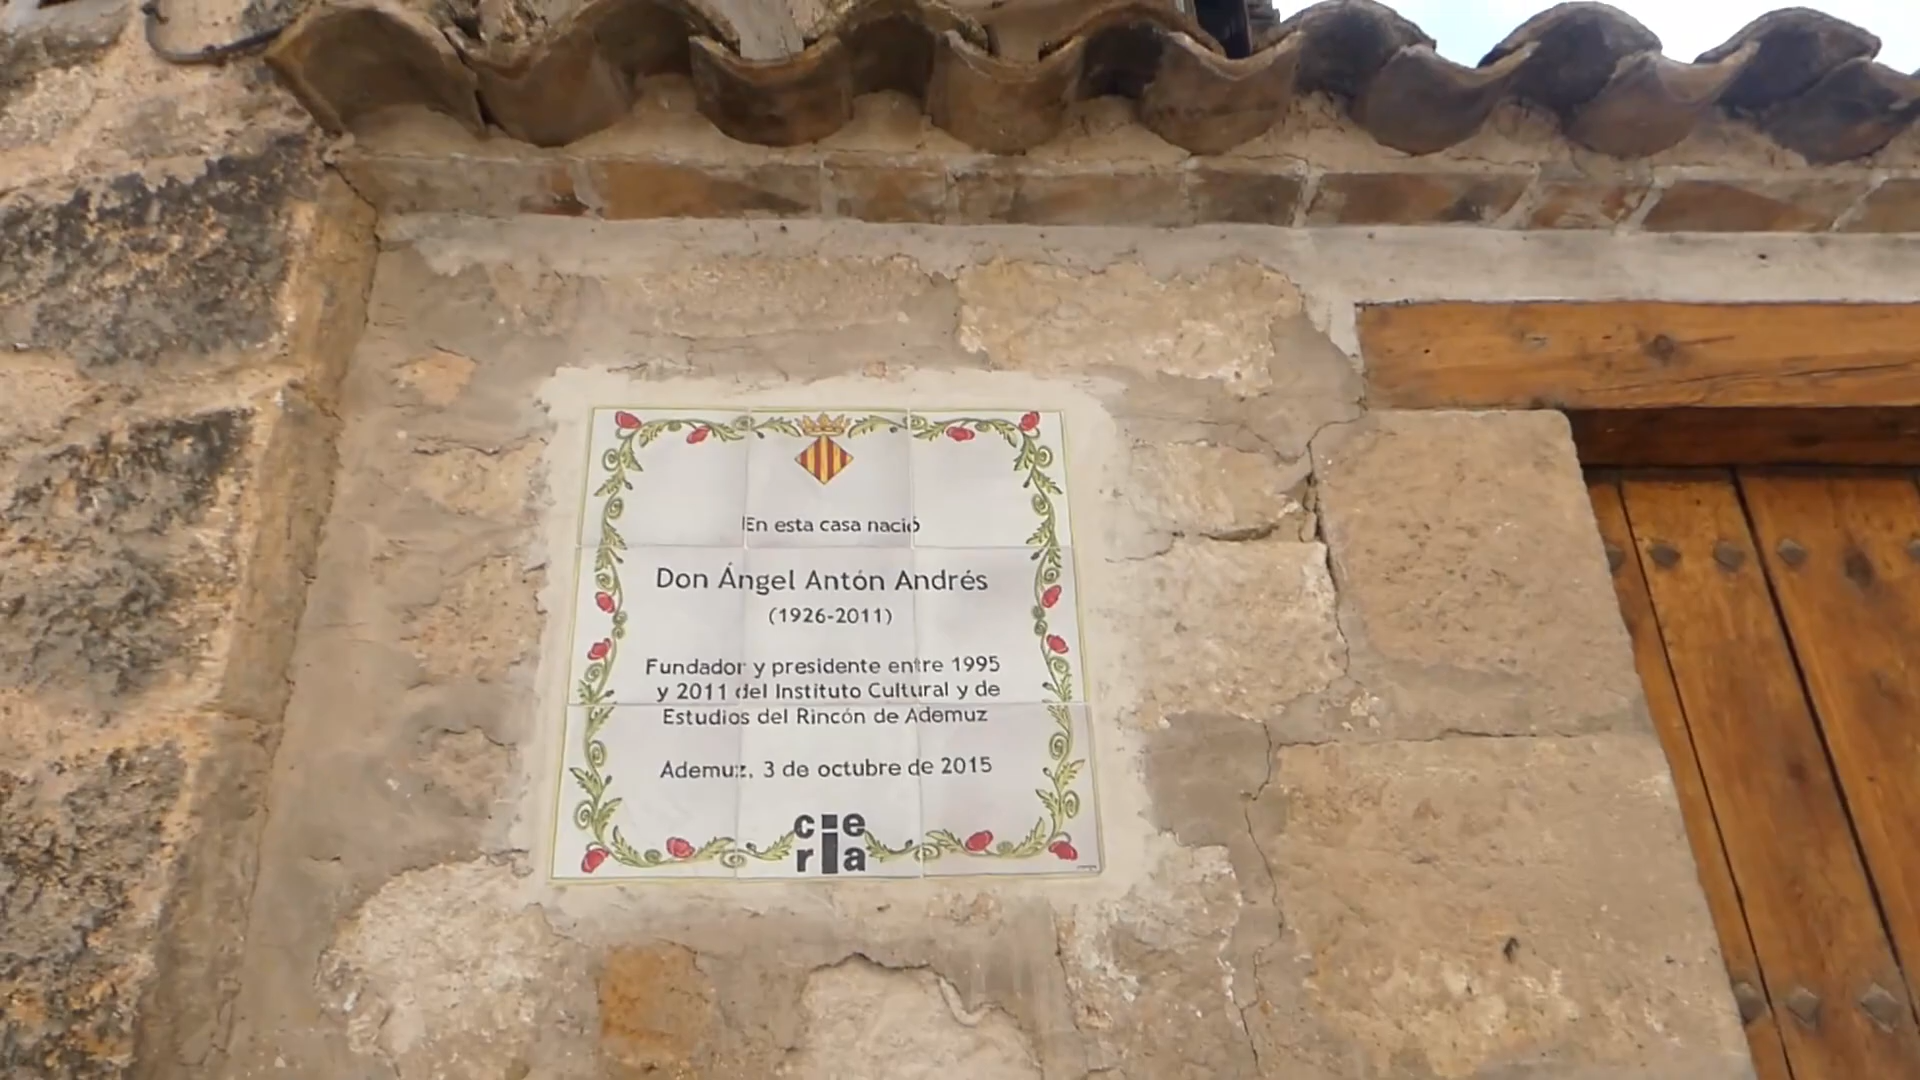 En esta casa nació
Don Ángel Antón Andrés
(1926-2011)
Fundador y presidente entre 1995
y 2011 del Instituto Cultural y de
Estudios del Rincón de Ademuz
Ademuz, 3 de octubre de 2015
cie
ria